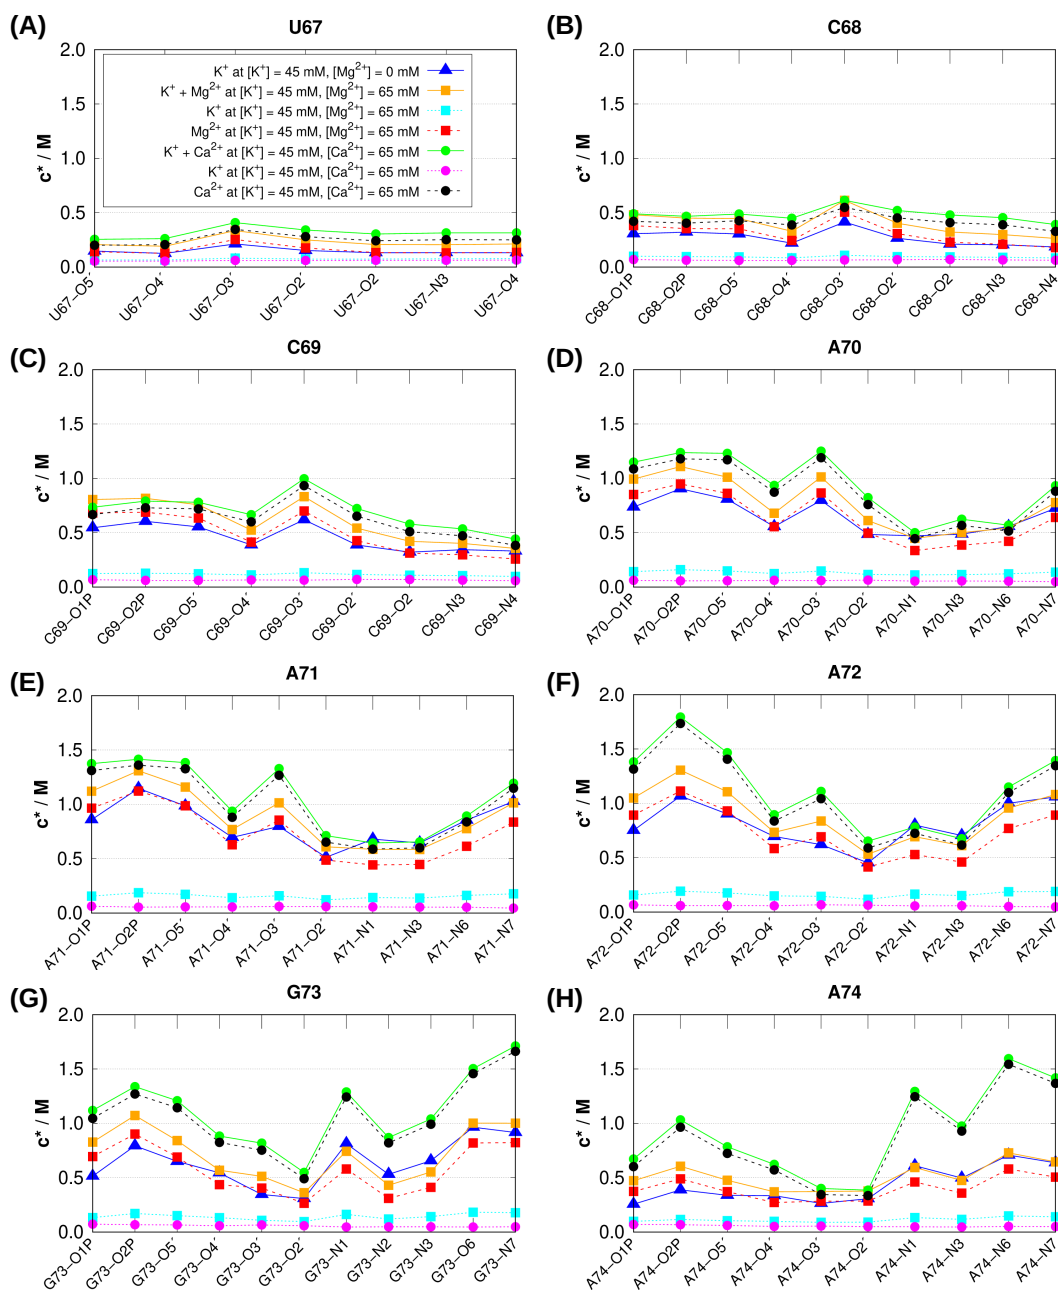 (A)
U67
2.0
1.5
1.0
0.5
0.0
c* / M
K+ at [K+] = 45 mM, [Mg2+] = 0 mM
K+ + Mg2+ at [K+] = 45 mM, [Mg2+] = 65 mM
K+ at [K+] = 45 mM, [Mg2+] = 65 mM
Mg2+ at [K+] = 45 mM, [Mg2+] = 65 mM
K+ + Ca2+ at [K+] = 45 mM, [Ca2+] = 65 mM
K+ at [K+] = 45 mM, [Ca2+] = 65 mM
Ca2+ at [K+] = 45 mM, [Ca2+] = 65 mM
U67−O5
U67−O4
U67−O3
U67−O2
U67−O2
U67−N3
U67−O4
(B)
C68
2.0
1.5
1.0
0.5
0.0
c* / M
C68−O1P
C68−O2P
C68−O5
C68−O4
C68−O3
C68−O2
C68−O2
C68−N3
C68−N4
(C)
C69
2.0
1.5
1.0
0.5
0.0
c* / M
C69−O1P
C69−O2P
C69−O5
C69−O4
C69−O3
C69−O2
C69−O2
C69−N3
C69−N4
(D)
A70
2.0
1.5
1.0
0.5
0.0
c* / M
A70−O1P
A70−O2P
A70−O5
A70−O4
A70−O3
A70−O2
A70−N1
A70−N3
A70−N6
A70−N7
(E)
A71
2.0
1.5
1.0
0.5
0.0
c* / M
A71−O1P
A71−O2P
A71−O5
A71−O4
A71−O3
A71−O2
A71−N1
A71−N3
A71−N6
A71−N7
(F)
A72
2.0
1.5
1.0
0.5
0.0
c* / M
A72−O1P
A72−O2P
A72−O5
A72−O4
A72−O3
A72−O2
A72−N1
A72−N3
A72−N6
A72−N7
(G)
G73
2.0
1.5
1.0
0.5
0.0
c* / M
G73−O1P
G73−O2P
G73−O5
G73−O4
G73−O3
G73−O2
G73−N1
G73−N2
G73−N3
G73−O6
G73−N7
(H)
A74
2.0
1.5
1.0
0.5
0.0
c* / M
A74−O1P
A74−O2P
A74−O5
A74−O4
A74−O3
A74−O2
A74−N1
A74−N3
A74−N6
A74−N7